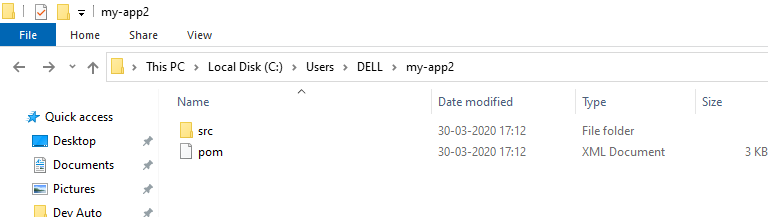 my-app2
File Home Share View
This PC Local Disk (C:) Users DELL my-app2
Name Date modified Type Size
Quick access
src 30-03-2020 17:12 File folder
Desktop
pom 30-03-2020 17:12 XML Document 3 KB
Documents
Pictures
Dev Auto